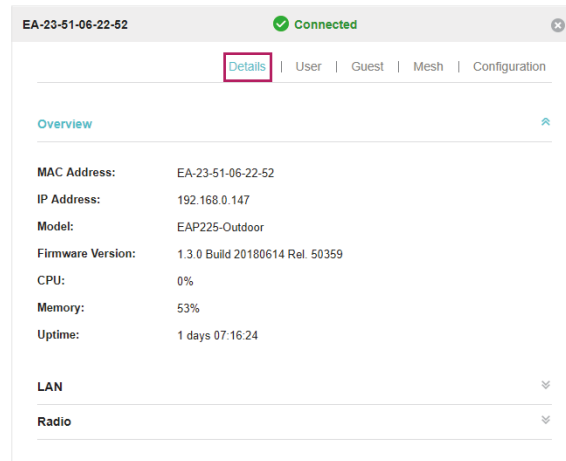 EA-23-51-06-22-52 Connected
Details | User | Guest | Mesh | Configuration
Overview
MAC Address: EA-23-51-06-22-52
IP Address: 192.168.0.147
Model: EAP225-Outdoor
Firmware Version: 1.3.0 Build 20180614 Rel. 50359
CPU: 0%
Memory: 53%
Uptime: 1 days 07:16:24
LAN
Radio